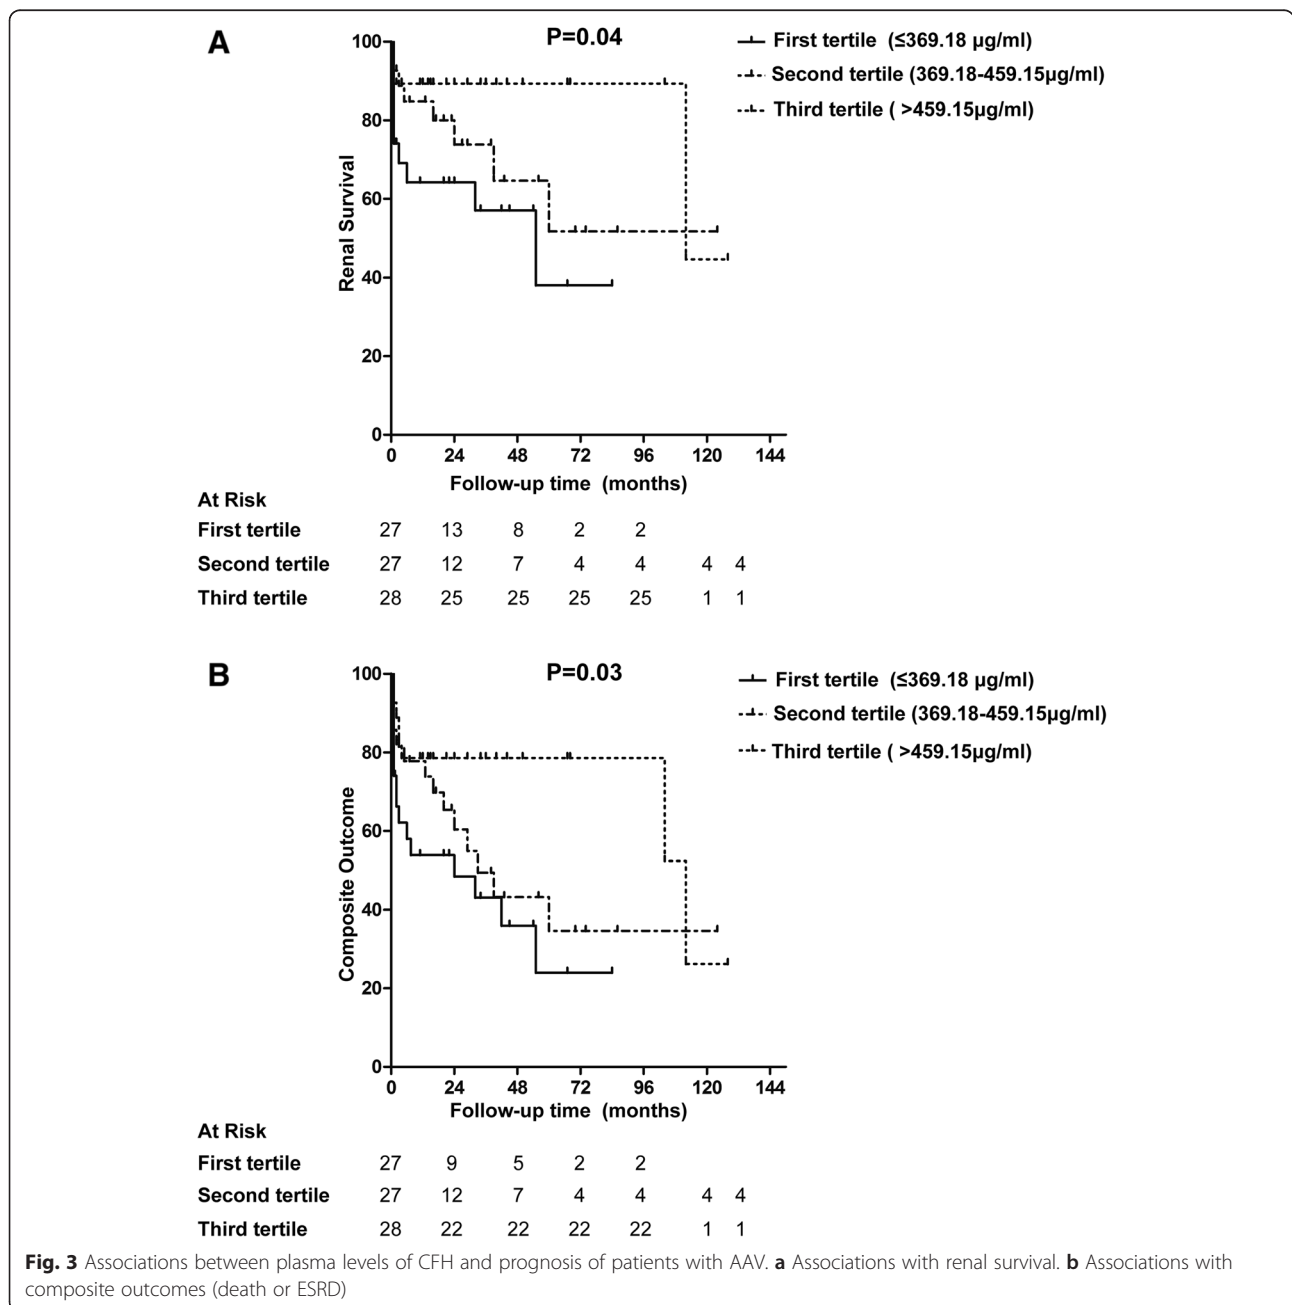 A
P=0.04
First tertile (≤369.18 µg/ml)
Second tertile (369.18-459.15µg/ml)
Third tertile ( >459.15µg/ml)
100
80
60
40
20
0
Renal Survival
0 24 48 72 96 120 144
Follow-up time (months)
At Risk
First tertile 27 13 8 2 2
Second tertile 27 12 7 4 4 4 4
Third tertile 28 25 25 25 25 1 1
B
P=0.03
First tertile (≤369.18 µg/ml)
Second tertile (369.18-459.15µg/ml)
Third tertile ( >459.15µg/ml)
100
80
60
40
20
0
Composite Outcome
0 24 48 72 96 120 144
Follow-up time (months)
At Risk
First tertile 27 9 5 2 2
Second tertile 27 12 7 4 4 4 4
Third tertile 28 22 22 22 22 1 1
Fig. 3 Associations between plasma levels of CFH and prognosis of patients with AAV. a Associations with renal survival. b Associations with
composite outcomes (death or ESRD)